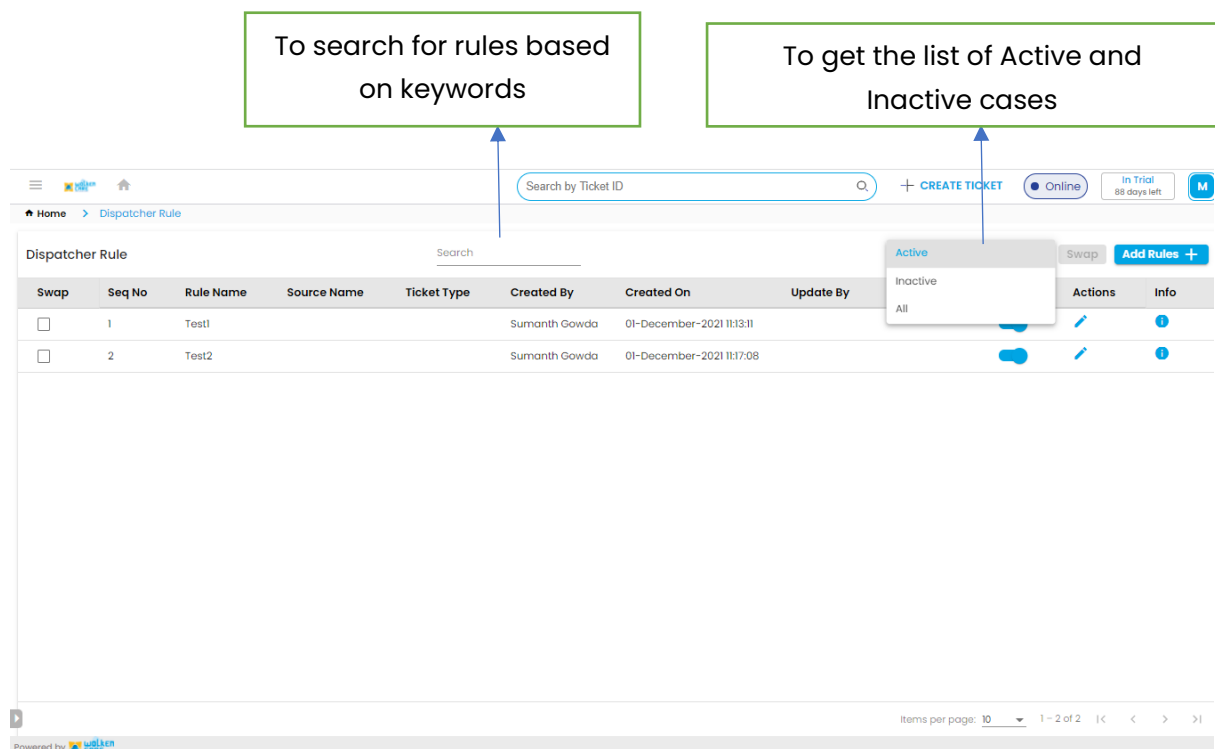 To search for rules based
on keywords
To get the list of Active and
Inactive cases
wolken
Search by Ticket ID
+ CREATE TICKET
Online
In Trial
88 days left
M
Home > Dispatcher Rule
Dispatcher Rule
Search
Active
Inactive
All
Swap
Add Rules +
Swap Seq No Rule Name Source Name Ticket Type Created By Created On Update By Actions Info
1 Test1 Sumanth Gowda 01-December-2021 11:13:11
2 Test2 Sumanth Gowda 01-December-2021 11:17:08
Items per page: 10 1 – 2 of 2
Powered by wolken